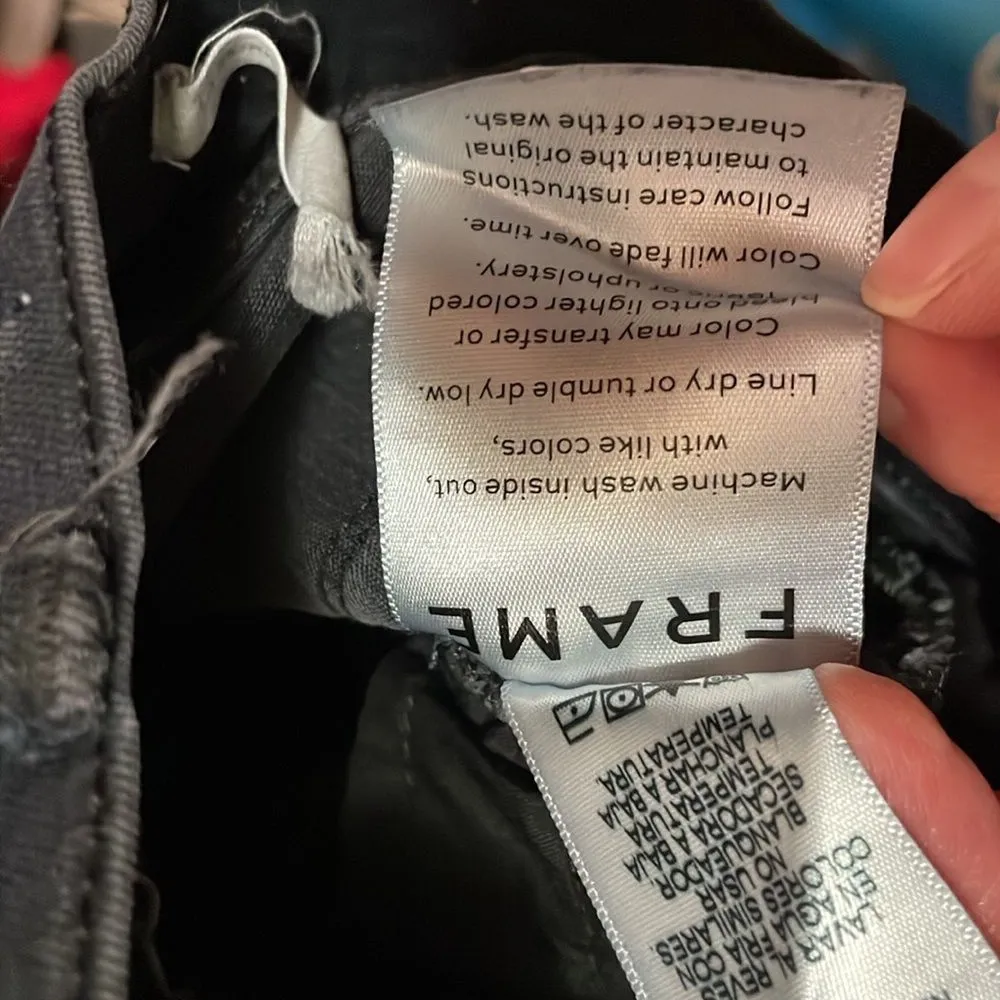 FRAME
Machine wash inside out,
with like colors,
Line dry or tumble dry low.
Color may transfer or
bleed onto lighter colored
or upholstery.
Color will fade over time.
Follow care instructions
to maintain the original
character of the wash.
LAVAR AL REVES
EN AGUA FRIA CON
COLORES SIMILARES.
NO USAR
BLANQUEADOR,
SECADORA A BAJA
TEMPERATURA
PLANCHAR A BAJA
TEMPERATURA.